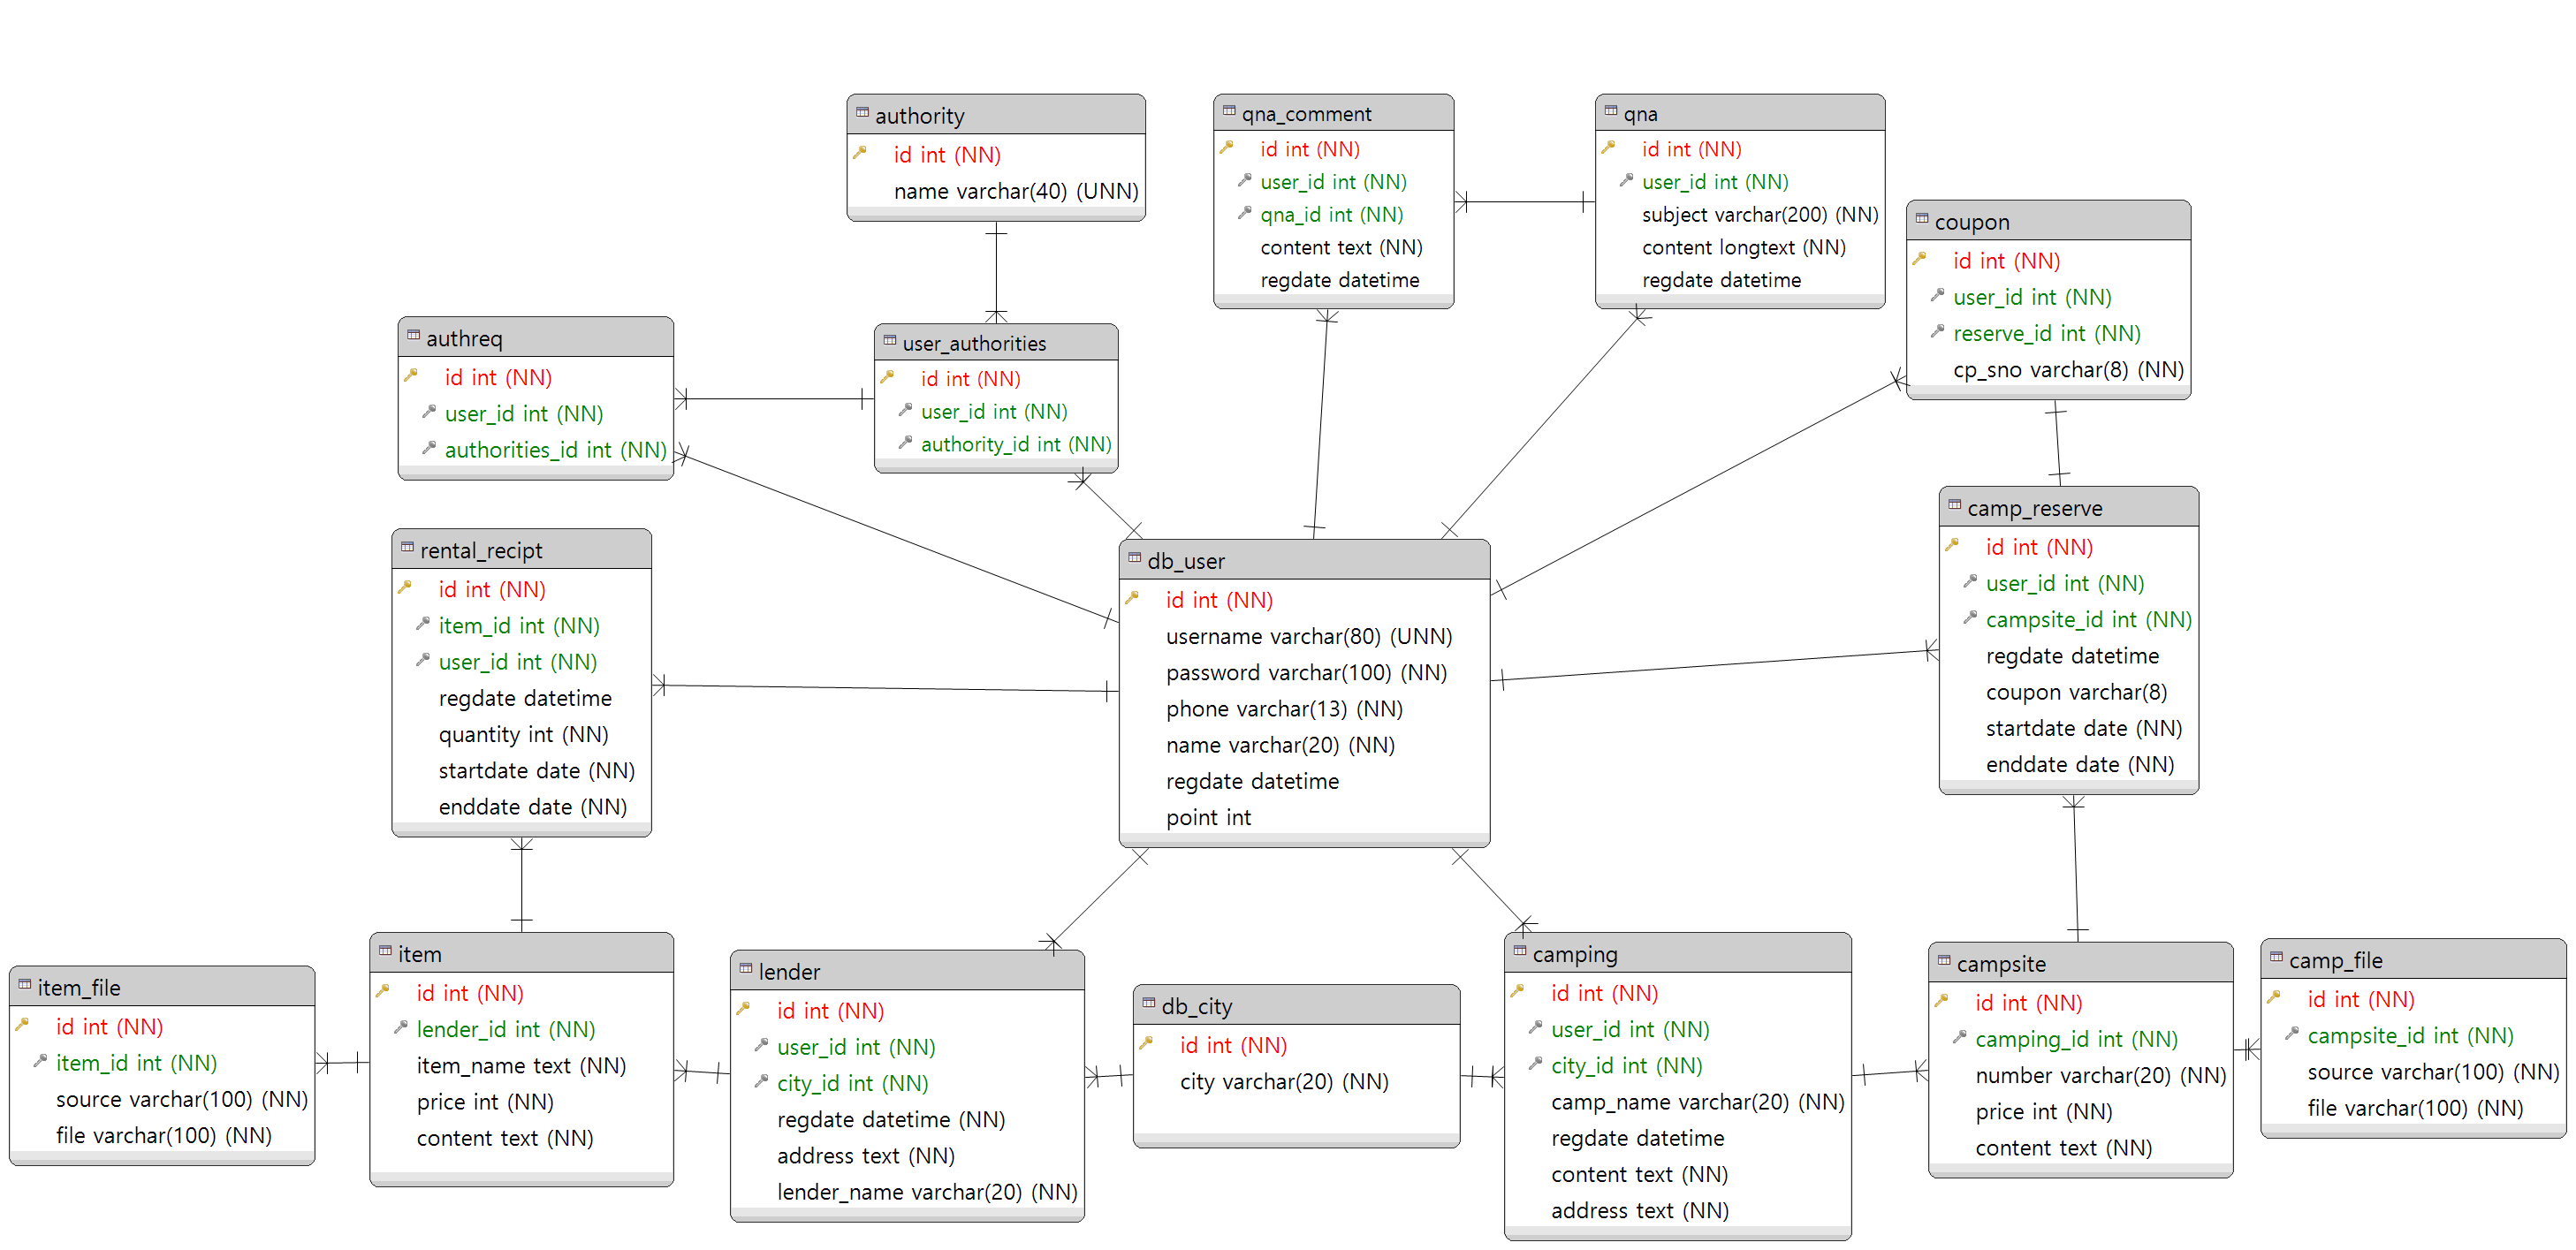 authority
id int (NN)
name varchar(40) (UNN)
qna_comment
id int (NN)
user_id int (NN)
qna_id int (NN)
content text (NN)
regdate datetime
qna
id int (NN)
user_id int (NN)
subject varchar(200) (NN)
content longtext (NN)
regdate datetime
coupon
id int (NN)
user_id int (NN)
reserve_id int (NN)
cp_sno varchar(8) (NN)
authreq
id int (NN)
user_id int (NN)
authorities_id int (NN)
user_authorities
id int (NN)
user_id int (NN)
authority_id int (NN)
rental_recipt
id int (NN)
item_id int (NN)
user_id int (NN)
regdate datetime
quantity int (NN)
startdate date (NN)
enddate date (NN)
db_user
id int (NN)
username varchar(80) (UNN)
password varchar(100) (NN)
phone varchar(13) (NN)
name varchar(20) (NN)
regdate datetime
point int
camp_reserve
id int (NN)
user_id int (NN)
campsite_id int (NN)
regdate datetime
coupon varchar(8)
startdate date (NN)
enddate date (NN)
item_file
id int (NN)
item_id int (NN)
source varchar(100) (NN)
file varchar(100) (NN)
item
id int (NN)
lender_id int (NN)
item_name text (NN)
price int (NN)
content text (NN)
lender
id int (NN)
user_id int (NN)
city_id int (NN)
regdate datetime (NN)
address text (NN)
lender_name varchar(20) (NN)
db_city
id int (NN)
city varchar(20) (NN)
camping
id int (NN)
user_id int (NN)
city_id int (NN)
camp_name varchar(20) (NN)
regdate datetime
content text (NN)
address text (NN)
campsite
id int (NN)
camping_id int (NN)
number varchar(20) (NN)
price int (NN)
content text (NN)
camp_file
id int (NN)
campsite_id int (NN)
source varchar(100) (NN)
file varchar(100) (NN)